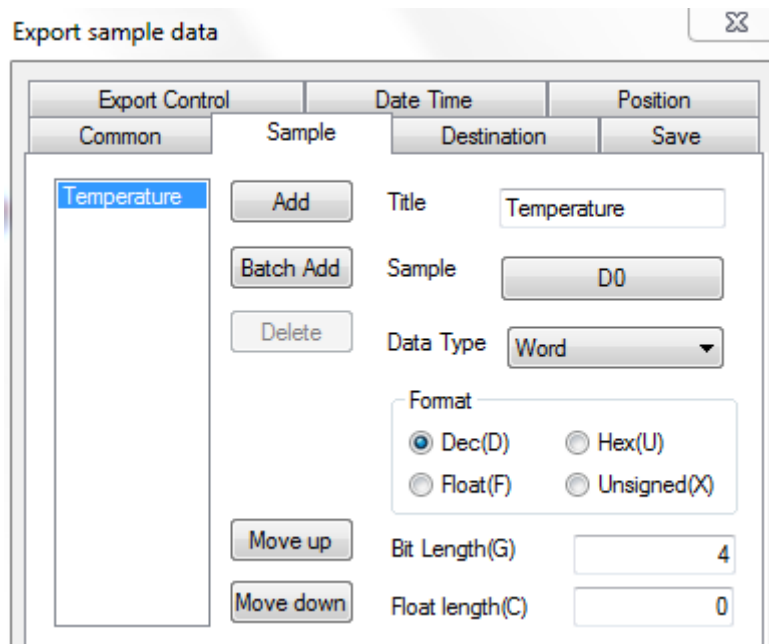 Export sample data
Export Control Date Time Position
Common Sample Destination Save
Temperature
Add
Title Temperature
Batch Add
Sample D0
Delete
Data Type Word
Format
Dec(D) Hex(U)
Float(F) Unsigned(X)
Move up
Bit Length(G) 4
Move down
Float length(C) 0